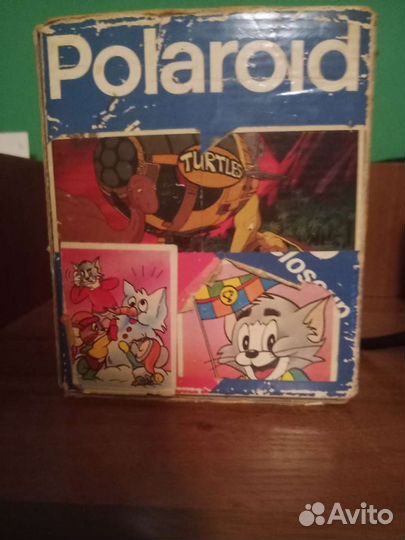 Polaroid
TURTLES
closeup
Avito